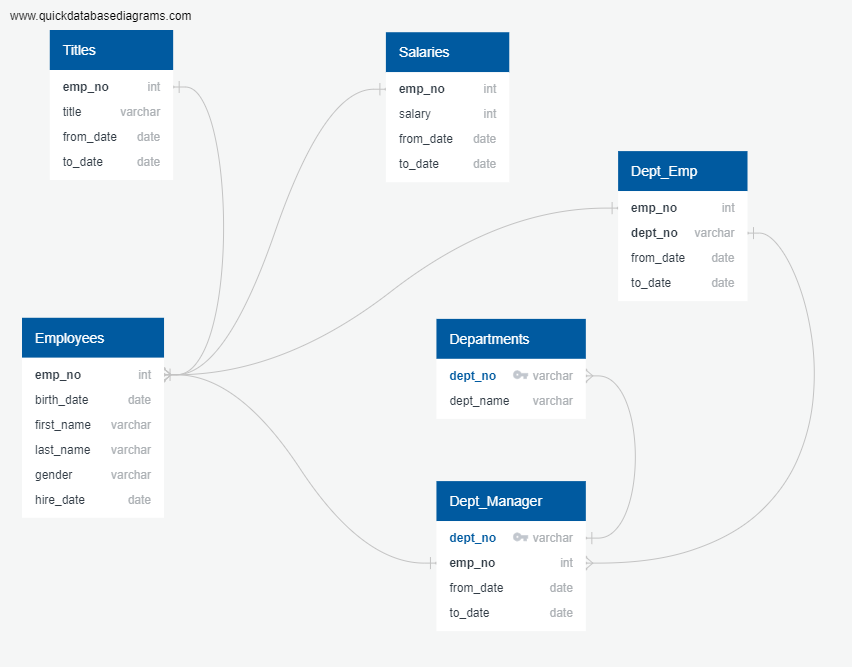 www.quickdatabasediagrams.com
Titles
emp_no int
title varchar
from_date date
to_date date
Salaries
emp_no int
salary int
from_date date
to_date date
Dept_Emp
emp_no int
dept_no varchar
from_date date
to_date date
Employees
emp_no int
birth_date date
first_name varchar
last_name varchar
gender varchar
hire_date date
Departments
dept_no varchar
dept_name varchar
Dept_Manager
dept_no varchar
emp_no int
from_date date
to_date date